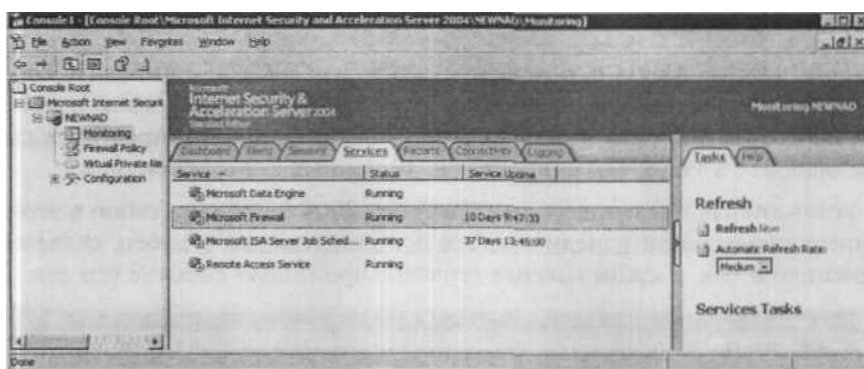 Console1 - [Console Root\Microsoft Internet Security and Acceleration Server 2004\NEWNAD\Monitoring]
File Action View Favorites Window Help
Console Root
Microsoft Internet Securit
NEWNAD
Monitoring
Firewall Policy
Virtual Private Ne
Configuration
Microsoft
Internet Security &
Acceleration Server 2004
Standard Edition
Monitoring NEWNAD
Dashboard Alerts Sessions Services Reports Connectivity Logging
Service Status Service Uptime
Microsoft Data Engine Running
Microsoft Firewall Running 10 Days 9:47:33
Microsoft ISA Server Job Sched... Running 37 Days 13:45:00
Remote Access Service Running
Tasks Help
Refresh
Refresh Now
Automatic Refresh Rate:
Medium
Services Tasks
Done